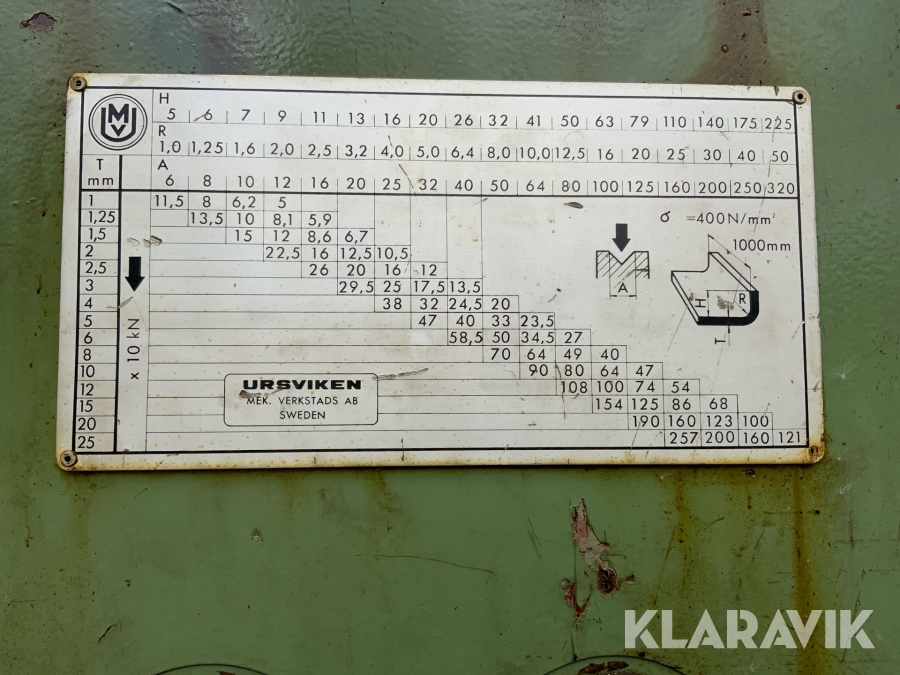 UMV
H
5 6 7 9 11 13 16 20 26 32 41 50 63 79 110 140 175 225
R
1,0 1,25 1,6 2,0 2,5 3,2 4,0 5,0 6,4 8,0 10,0 12,5 16 20 25 30 40 50
T
mm
A
6 8 10 12 16 20 25 32 40 50 64 80 100 125 160 200 250 320
1 11,5 8 6,2 5
1,25 13,5 10 8,1 5,9
1,5 15 12 8,6 6,7
2 22,5 16 12,5 10,5
2,5 26 20 16 12
3 29,5 25 17,5 13,5
4 38 32 24,5 20
5 47 40 33 23,5
6 58,5 50 34,5 27
8 70 64 49 40
10 90 80 64 47
12 108 100 74 54
15 154 125 86 68
20 190 160 123 100
25 257 200 160 121
x 10 kN
σ =400N/mm²
1000mm
A
H
R
T
URSVIKEN
MEK. VERKSTADS AB
SWEDEN
KLARAVIK